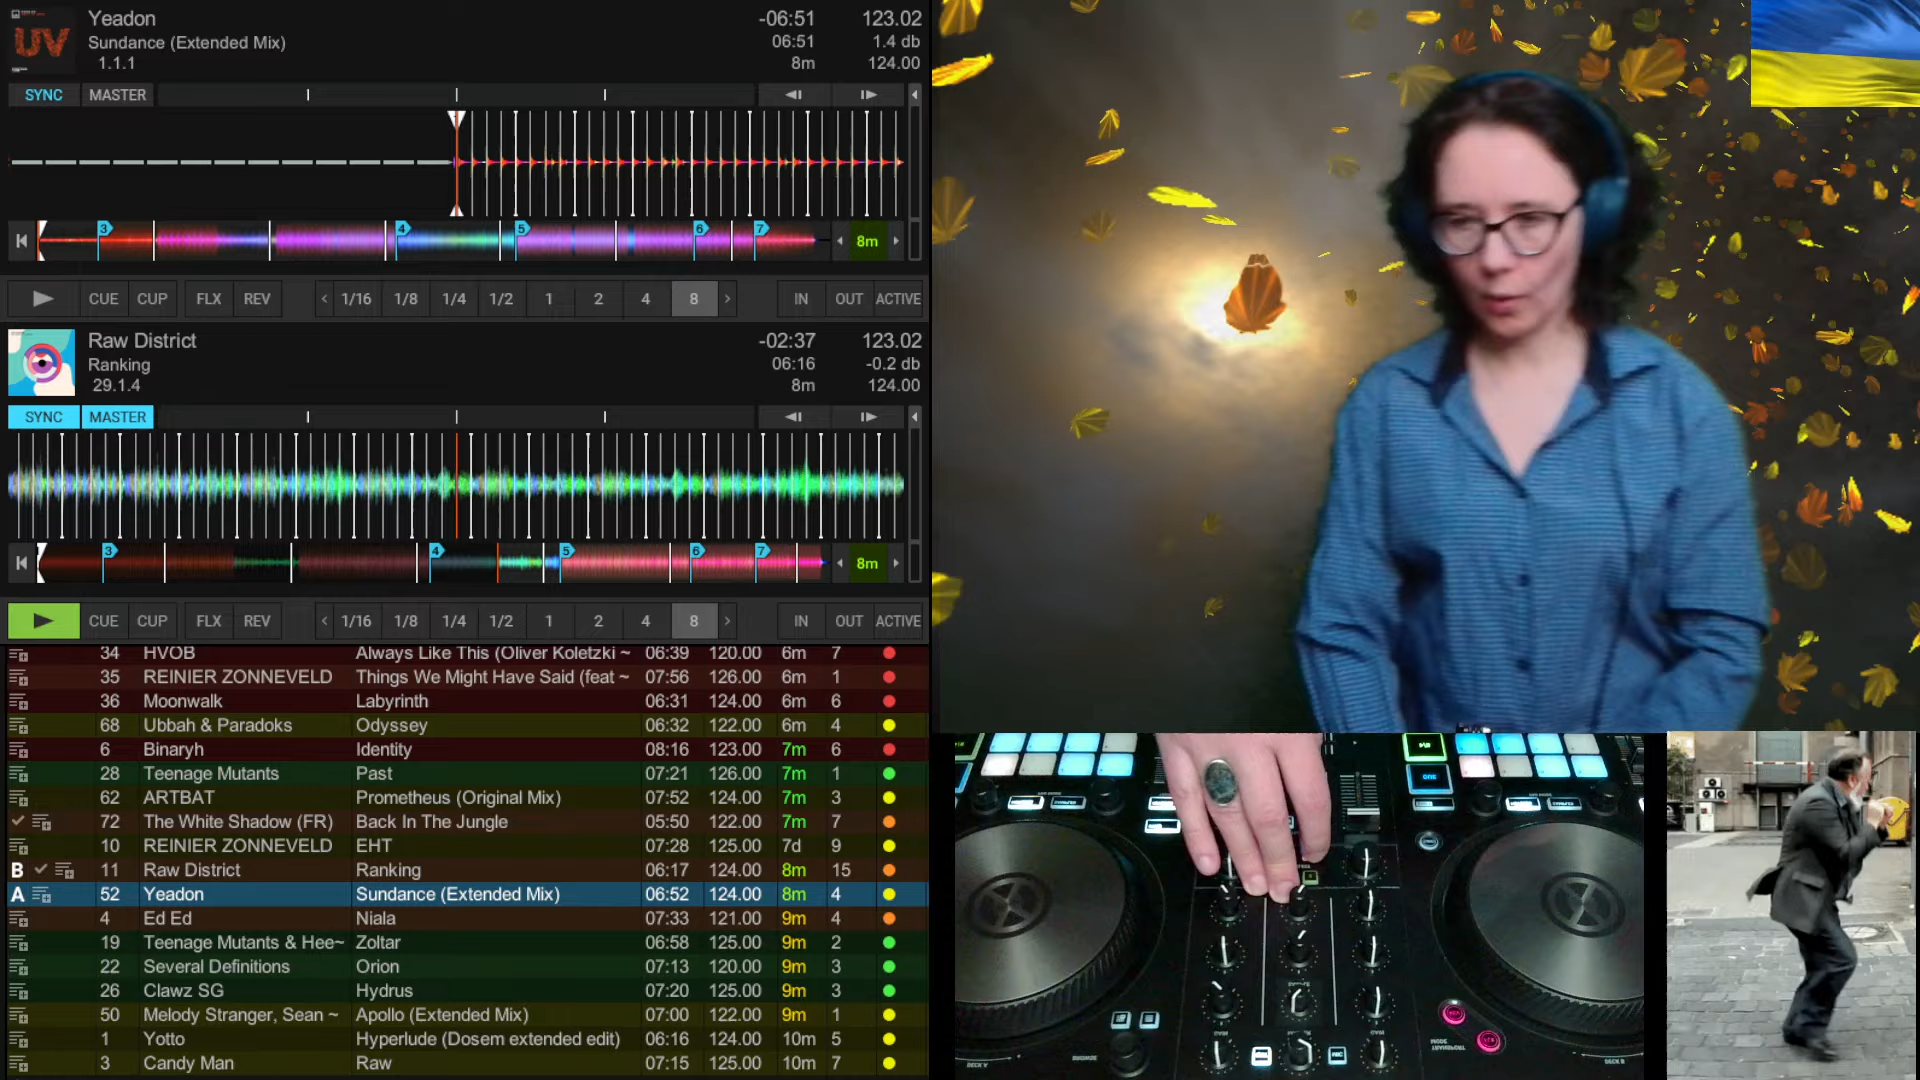 UV
Yeadon -06:51 123.02
Sundance (Extended Mix) 06:51 1.4 db
1.1.1 8m 124.00
SYNC MASTER
3 4 5 6 7 8m
CUE CUP FLX REV 1/16 1/8 1/4 1/2 1 2 4 8 IN OUT ACTIVE
Raw District -02:37 123.02
Ranking 06:16 -0.2 db
29.1.4 8m 124.00
SYNC MASTER
3 4 5 6 7 8m
CUE CUP FLX REV 1/16 1/8 1/4 1/2 1 2 4 8 IN OUT ACTIVE
34 HVOB Always Like This (Oliver Koletzki ~ 06:39 120.00 6m 7
35 REINIER ZONNEVELD Things We Might Have Said (feat ~ 07:56 126.00 6m 1
36 Moonwalk Labyrinth 06:31 124.00 6m 6
68 Ubbah & Paradoks Odyssey 06:32 122.00 6m 4
6 Binaryh Identity 08:16 123.00 7m 6
28 Teenage Mutants Past 07:21 126.00 7m 1
62 ARTBAT Prometheus (Original Mix) 07:52 124.00 7m 3
72 The White Shadow (FR) Back In The Jungle 05:50 122.00 7m 7
10 REINIER ZONNEVELD EHT 07:28 125.00 7d 9
B 11 Raw District Ranking 06:17 124.00 8m 15
A 52 Yeadon Sundance (Extended Mix) 06:52 124.00 8m 4
4 Ed Ed Niala 07:33 121.00 9m 4
19 Teenage Mutants & Hee~ Zoltar 06:58 125.00 9m 2
22 Several Definitions Orion 07:13 120.00 9m 3
26 Clawz SG Hydrus 07:20 125.00 9m 3
50 Melody Stranger, Sean ~ Apollo (Extended Mix) 07:00 122.00 9m 1
1 Yotto Hyperlude (Dosem extended edit) 06:16 124.00 10m 5
3 Candy Man Raw 07:15 125.00 10m 7